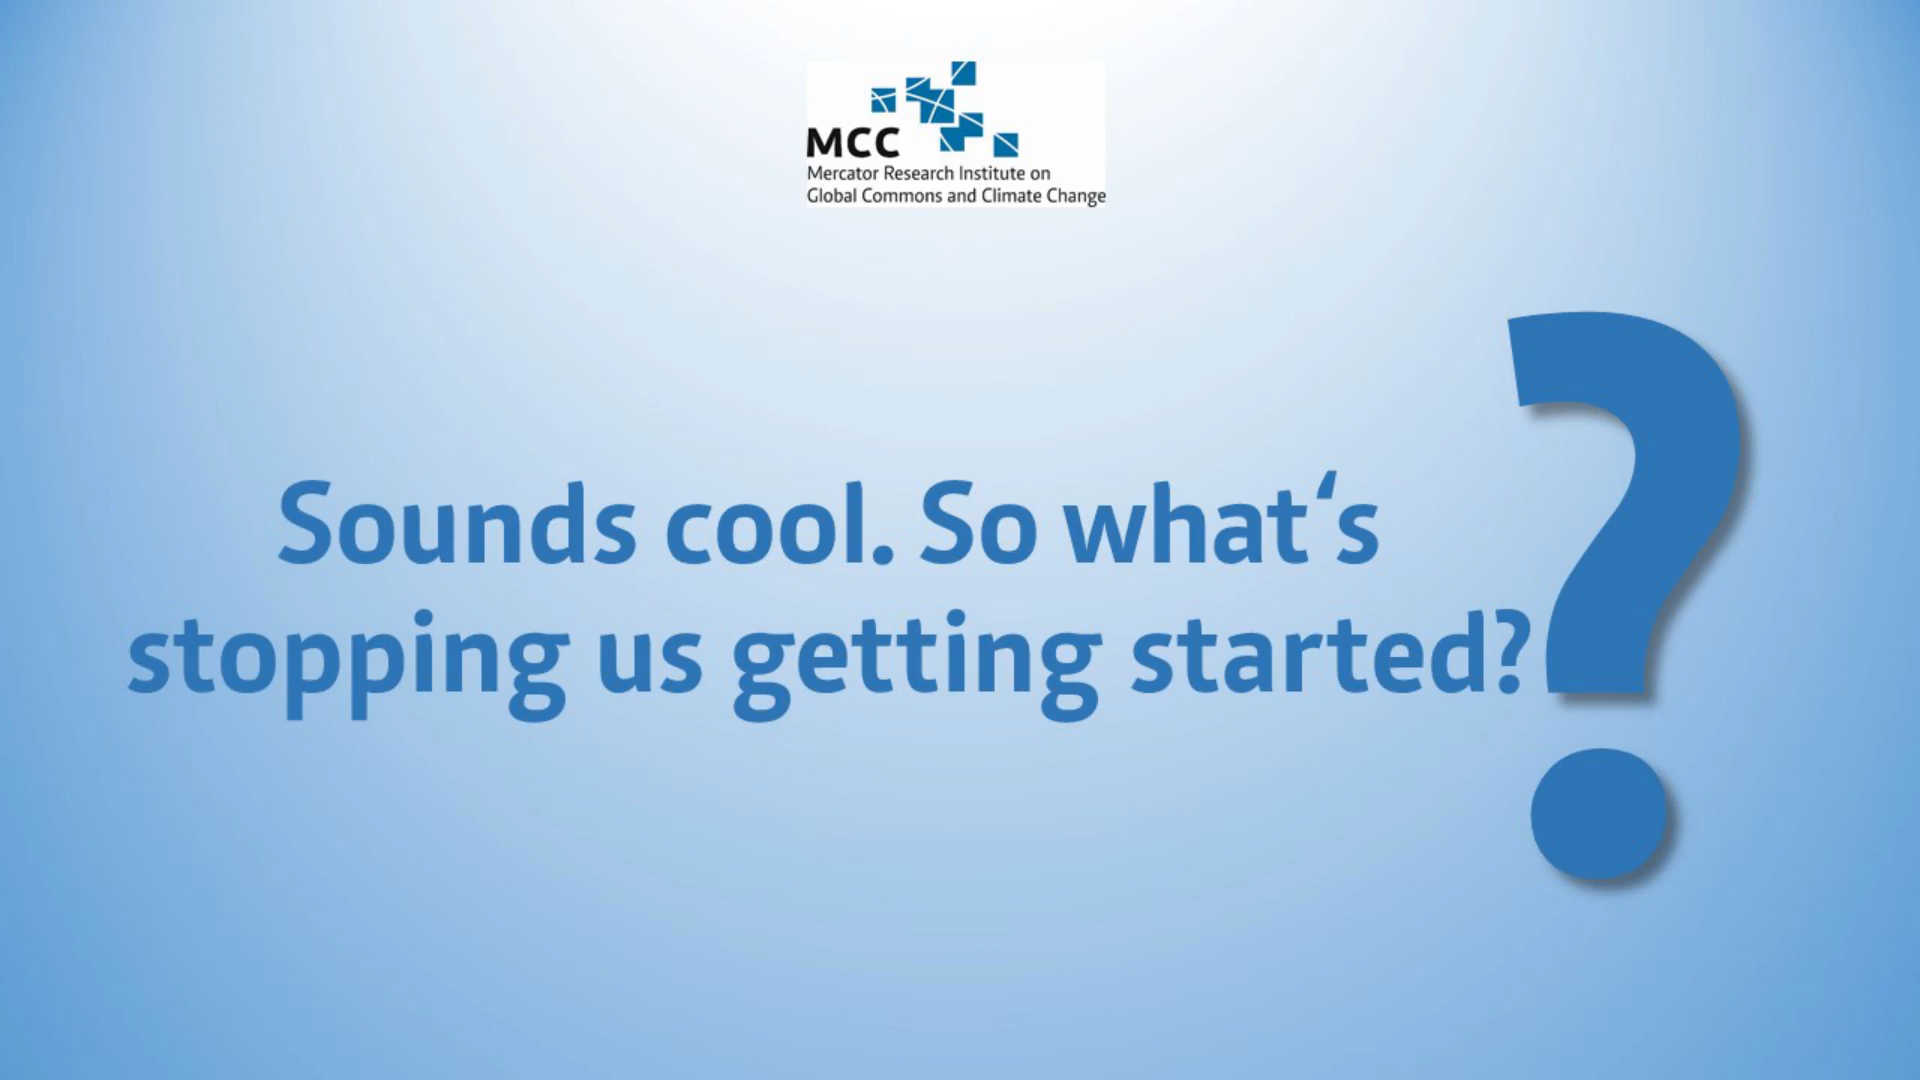 MCC
Mercator Research Institute on
Global Commons and Climate Change
Sounds cool. So what‘s
stopping us getting started?
?